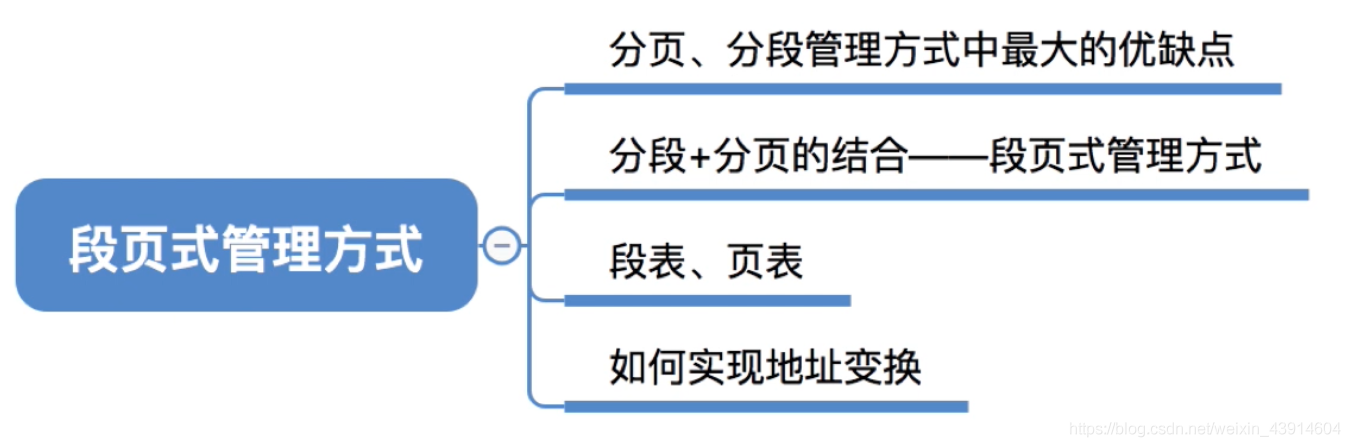 分页、分段管理方式中最大的优缺点
分段+分页的结合——段页式管理方式
段页式管理方式
段表、页表
如何实现地址变换
https://blog.csdn.net/weixin_43914604